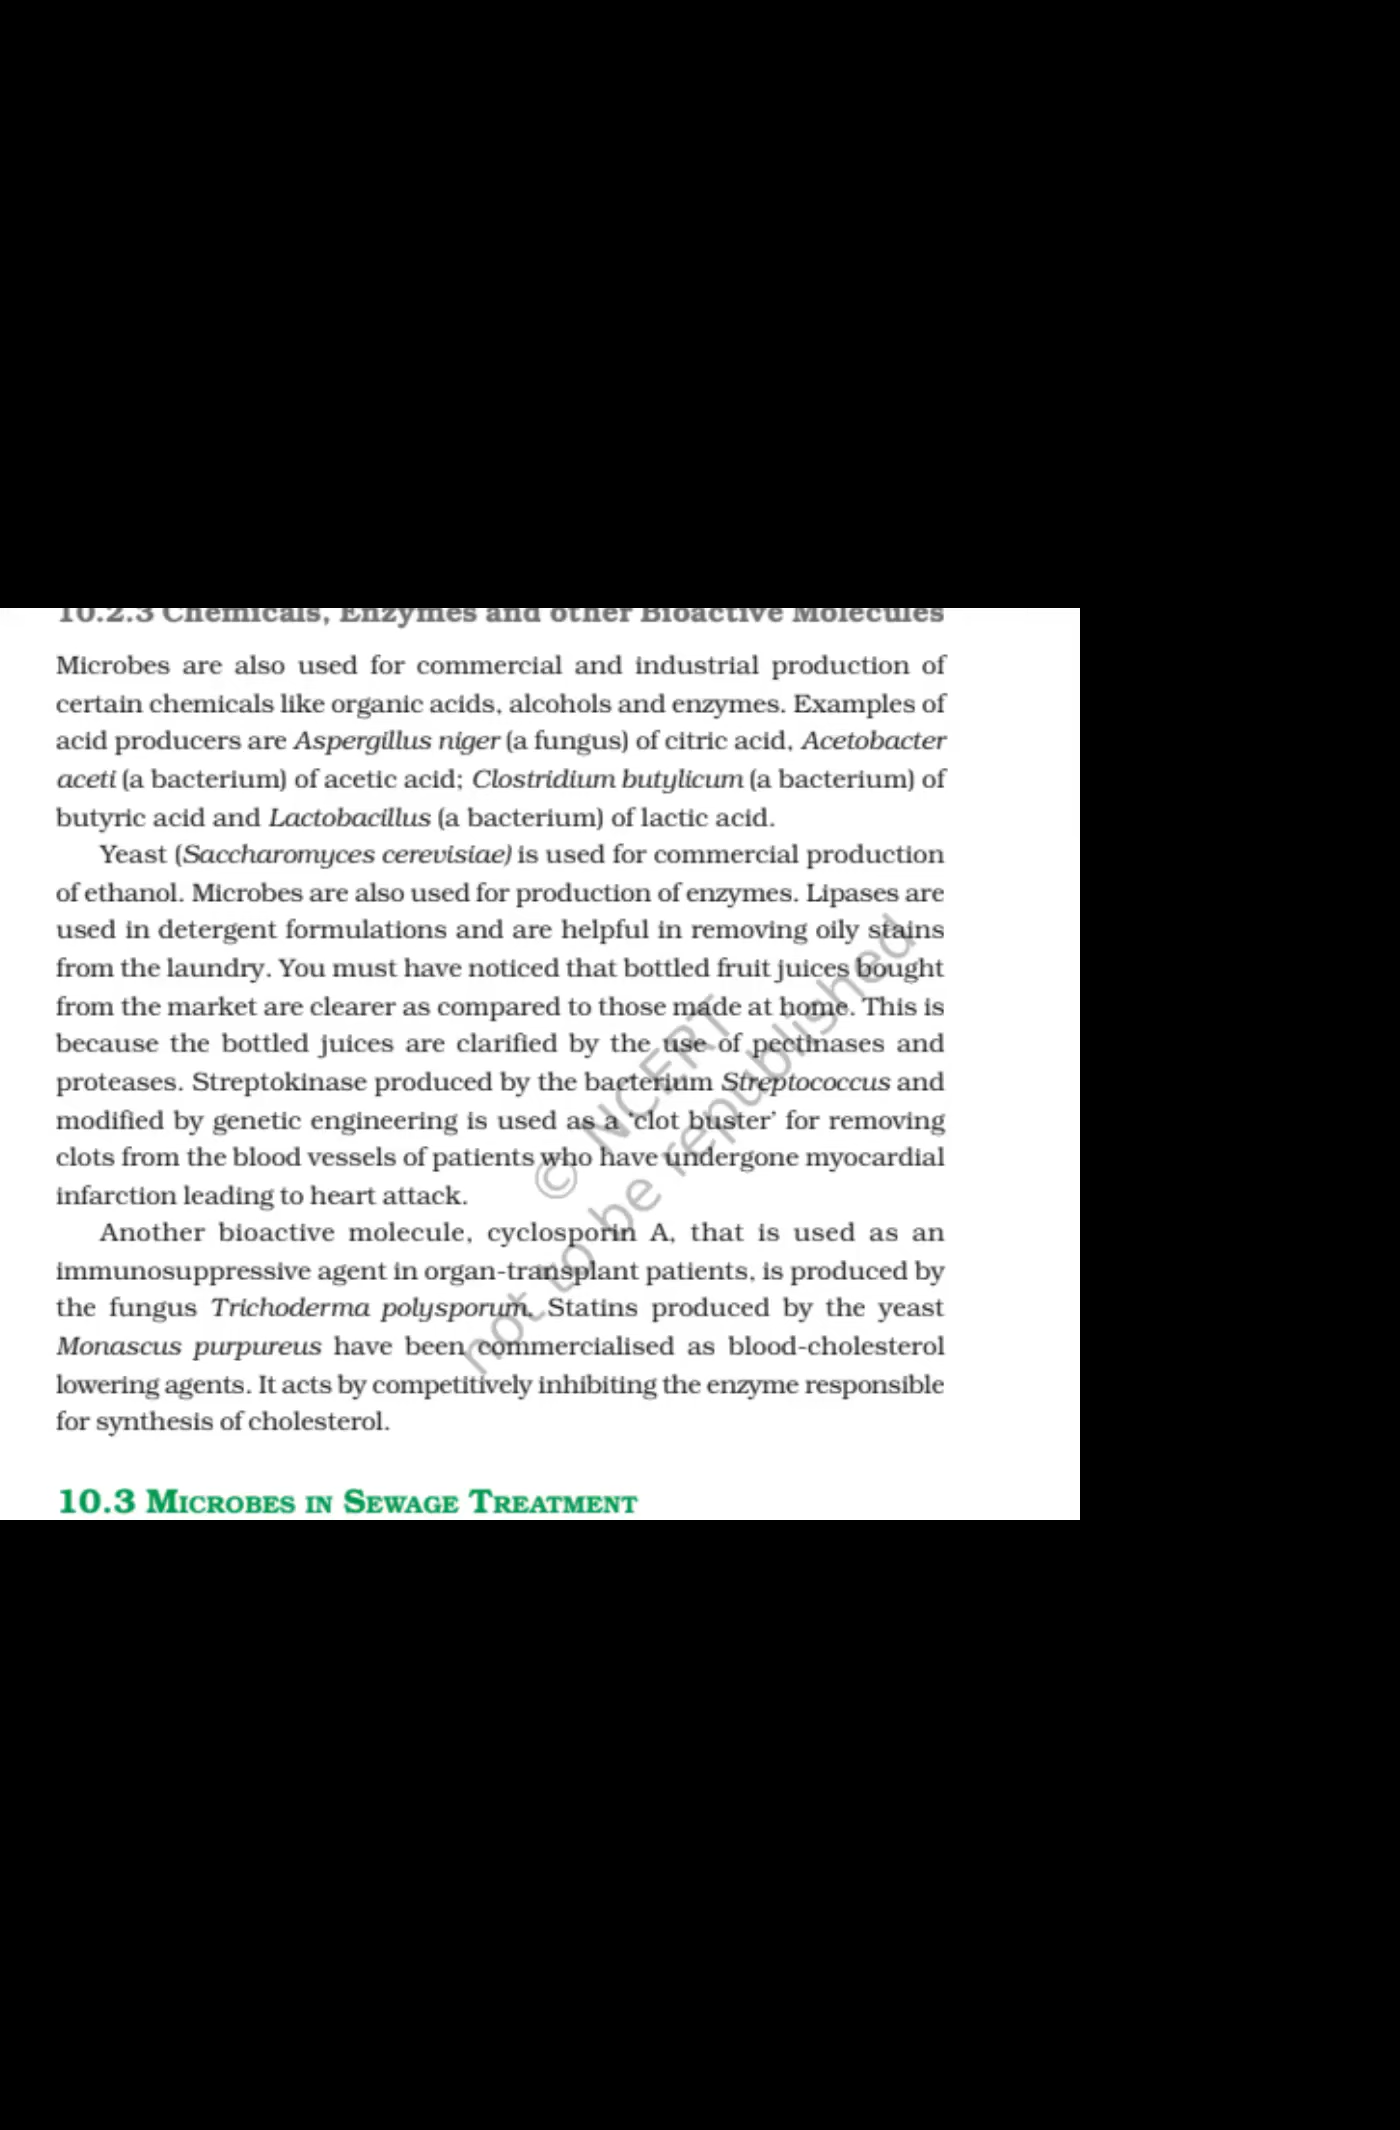 10.2.3 Chemicals, Enzymes and other Bioactive Molecules
Microbes are also used for commercial and industrial production of
certain chemicals like organic acids, alcohols and enzymes. Examples of
acid producers are Aspergillus niger (a fungus) of citric acid, Acetobacter
aceti (a bacterium) of acetic acid; Clostridium butylicum (a bacterium) of
butyric acid and Lactobacillus (a bacterium) of lactic acid.
Yeast (Saccharomyces cerevisiae) is used for commercial production
of ethanol. Microbes are also used for production of enzymes. Lipases are
used in detergent formulations and are helpful in removing oily stains
from the laundry. You must have noticed that bottled fruit juices bought
from the market are clearer as compared to those made at home. This is
because the bottled juices are clarified by the use of pectinases and
proteases. Streptokinase produced by the bacterium Streptococcus and
modified by genetic engineering is used as a ‘clot buster’ for removing
clots from the blood vessels of patients who have undergone myocardial
infarction leading to heart attack.
Another bioactive molecule, cyclosporin A, that is used as an
immunosuppressive agent in organ-transplant patients, is produced by
the fungus Trichoderma polysporum. Statins produced by the yeast
Monascus purpureus have been commercialised as blood-cholesterol
lowering agents. It acts by competitively inhibiting the enzyme responsible
for synthesis of cholesterol.
10.3 MICROBES IN SEWAGE TREATMENT
© NCERT
not to be republished